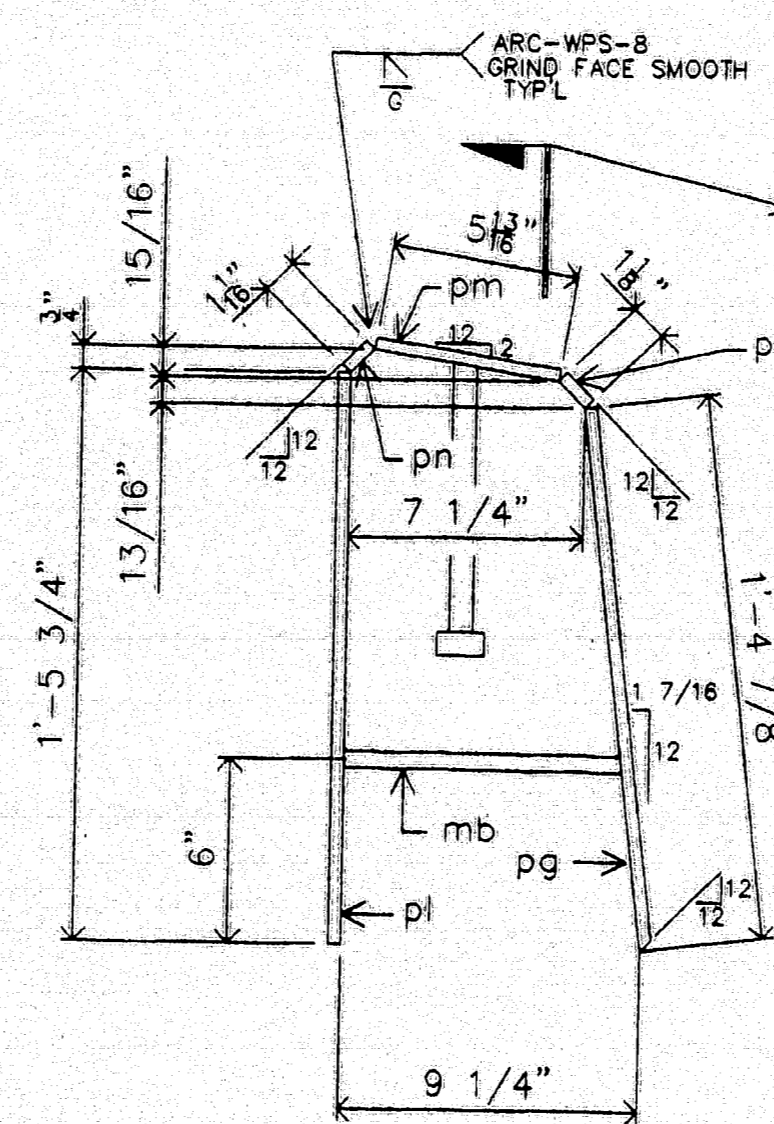 ARC-WPS-8
GRIND FACE SMOOTH
TYP'L
G
15/16"
3/4"
1 1/16"
5 13/16"
1 1/8"
pm
12
2
p
pn
12
12
12
12
13/16"
7 1/4"
1'-5 3/4"
1'-4 7/8
1 7/16
12
6"
mb
pg
pl
12
12
9 1/4"